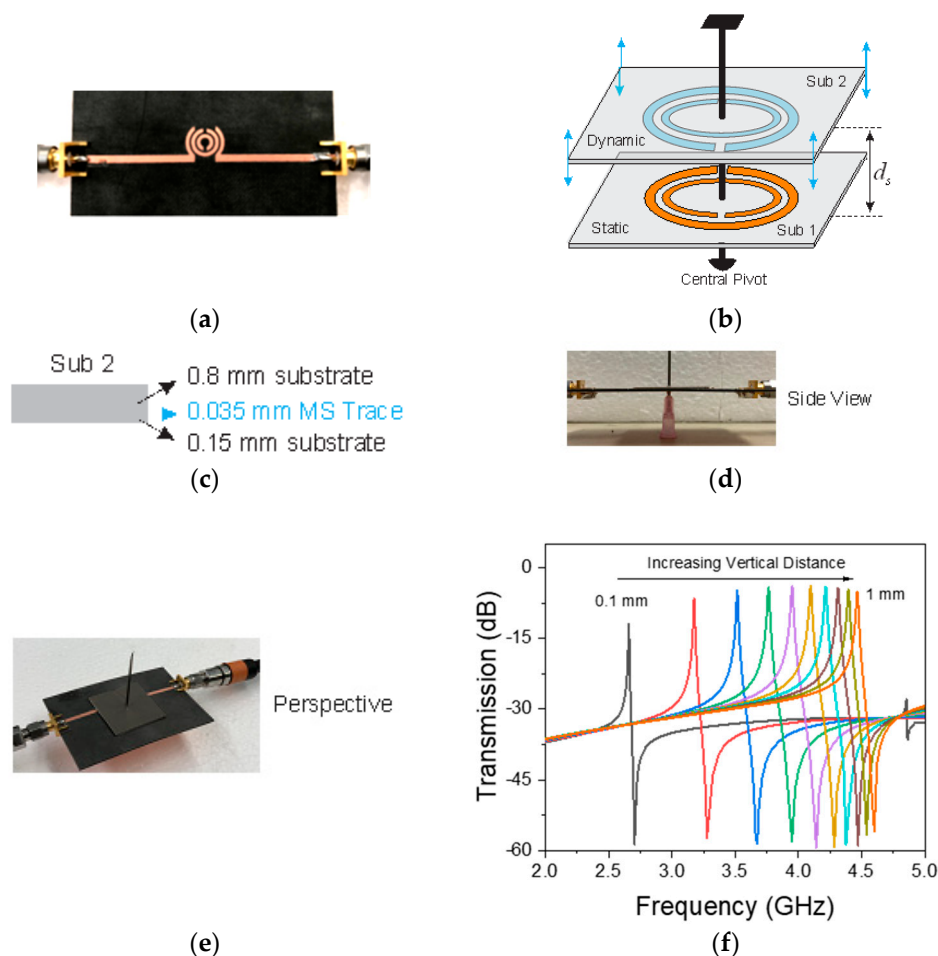 (a)
Sub 2
Dynamic
d_s
Static
Sub 1
Central Pivot
(b)
Sub 2
0.8 mm substrate
0.035 mm MS Trace
0.15 mm substrate
(c)
Side View
(d)
Perspective
(e)
0
-15
-30
-45
-60
Transmission (dB)
Increasing Vertical Distance
0.1 mm
1 mm
2.0
2.5
3.0
3.5
4.0
4.5
5.0
Frequency (GHz)
(f)